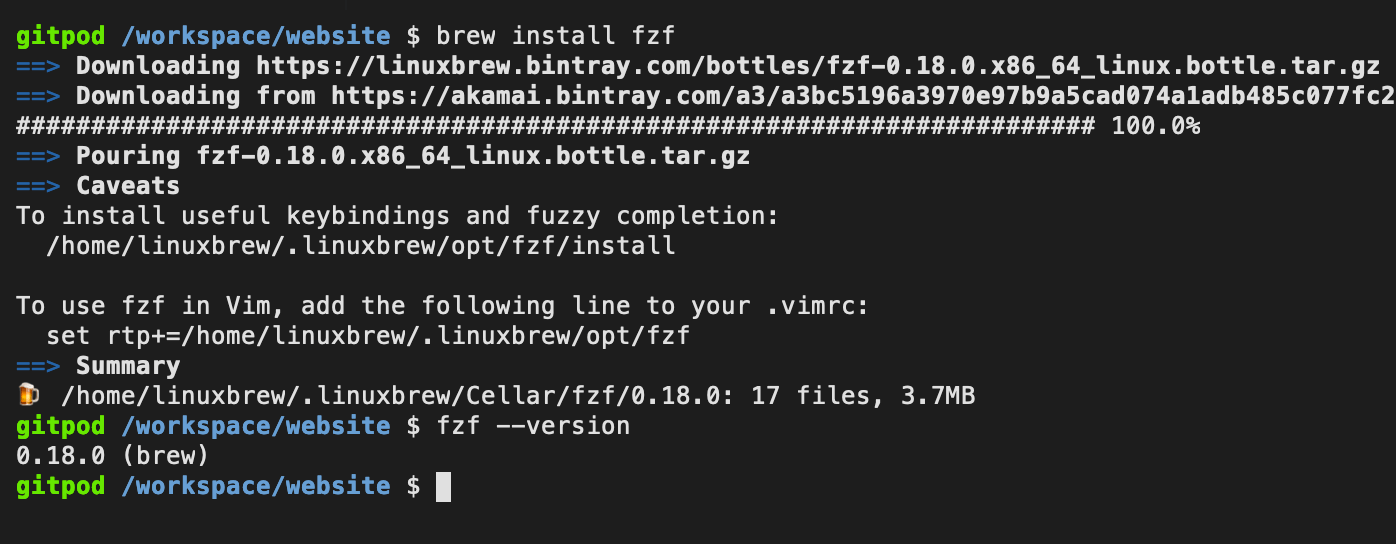 gitpod /workspace/website $ brew install fzf
==> Downloading https://linuxbrew.bintray.com/bottles/fzf-0.18.0.x86_64_linux.bottle.tar.gz
==> Downloading from https://akamai.bintray.com/a3/a3bc5196a3970e97b9a5cad074a1adb485c077fc2
######################################################################## 100.0%
==> Pouring fzf-0.18.0.x86_64_linux.bottle.tar.gz
==> Caveats
To install useful keybindings and fuzzy completion:
  /home/linuxbrew/.linuxbrew/opt/fzf/install

To use fzf in Vim, add the following line to your .vimrc:
  set rtp+=/home/linuxbrew/.linuxbrew/opt/fzf
==> Summary
🍺 /home/linuxbrew/.linuxbrew/Cellar/fzf/0.18.0: 17 files, 3.7MB
gitpod /workspace/website $ fzf --version
0.18.0 (brew)
gitpod /workspace/website $